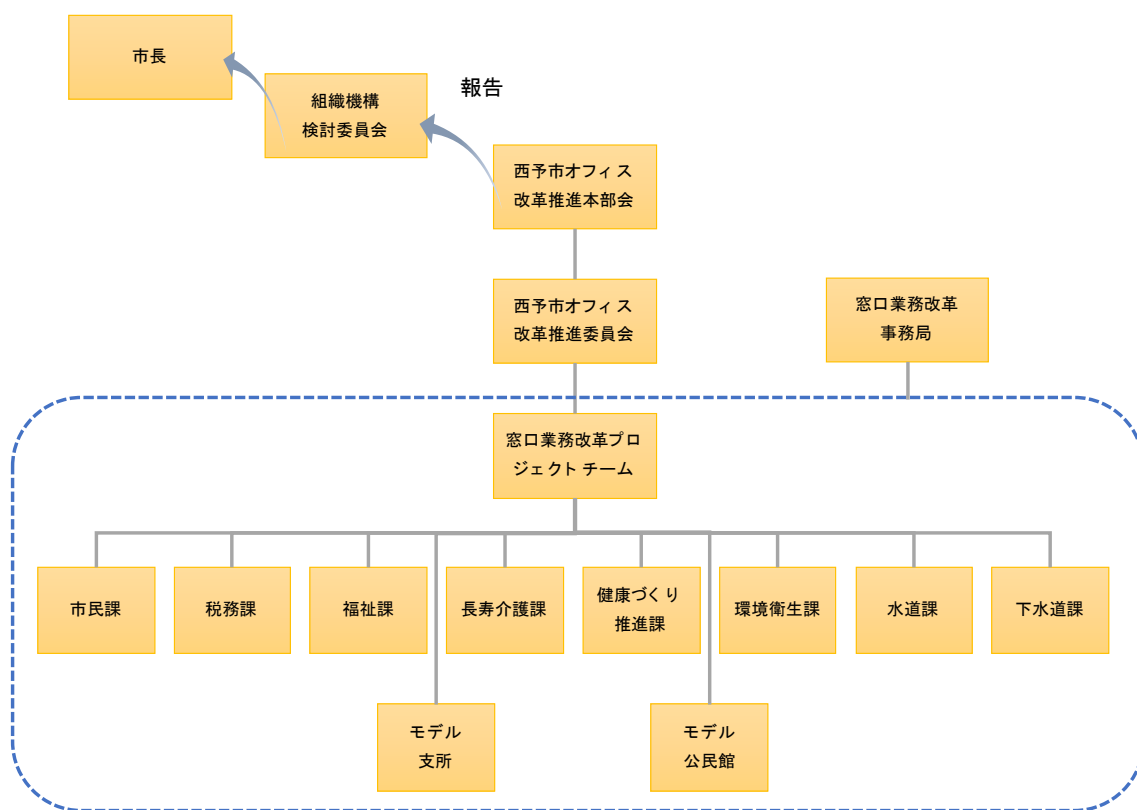 市長
組織機構
検討委員会
報告
西予市オフィス
改革推進本部会
西予市オフィス
改革推進委員会
窓口業務改革
事務局
窓口業務改革プロ
ジェクトチーム
市民課
税務課
福祉課
長寿介護課
健康づくり
推進課
環境衛生課
水道課
下水道課
モデル
支所
モデル
公民館